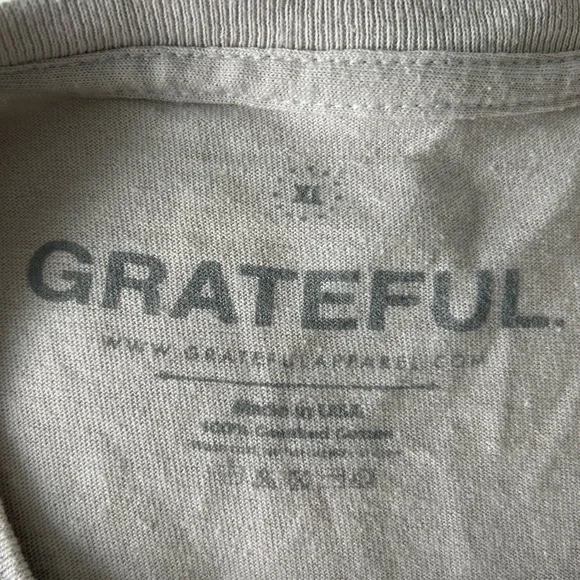 XL
GRATEFUL.
WWW.GRATEFULAPPAREL.COM
Made in USA
100% Combed Cotton